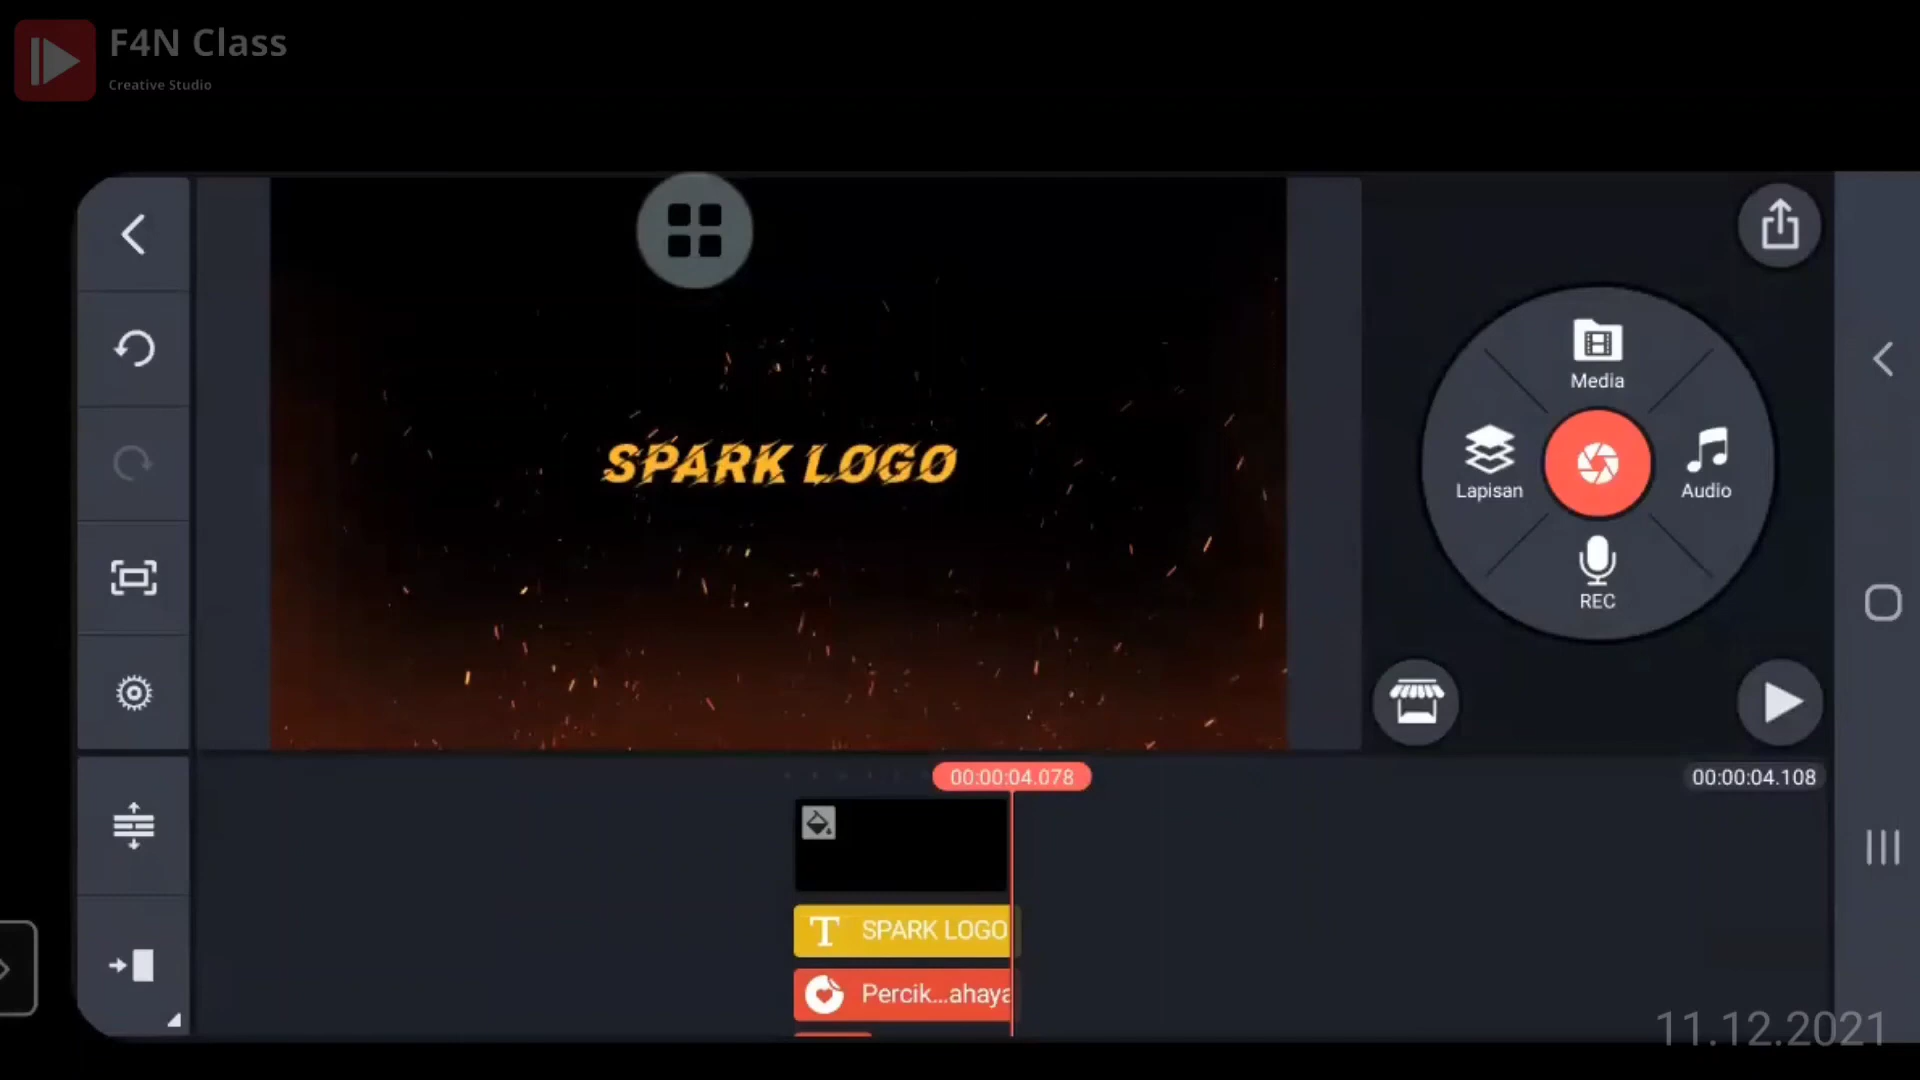 F4N Class
Creative Studio
SPARK LOGO
Media
Lapisan
Audio
REC
00:00:04.078
00:00:04.108
SPARK LOGO
Percik...ahaya
11.12.2021